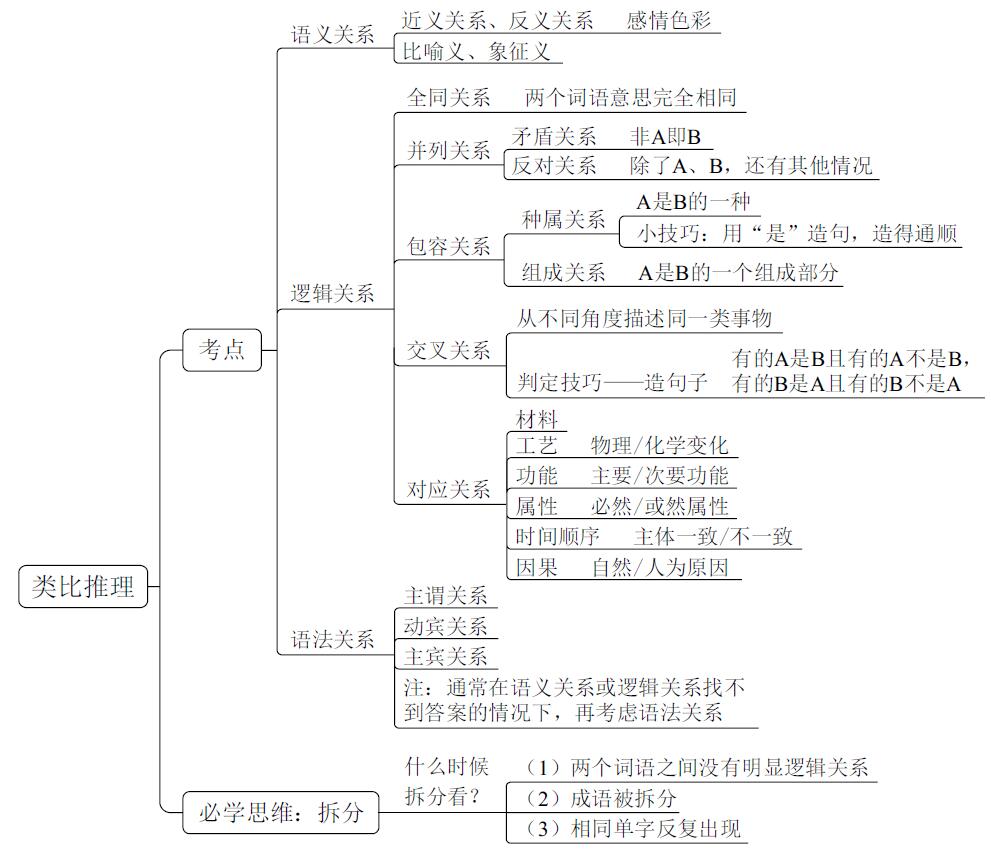 类比推理
考点
语义关系
近义关系、反义关系 感情色彩
比喻义、象征义
逻辑关系
全同关系 两个词语意思完全相同
并列关系
矛盾关系 非A即B
反对关系 除了A、B，还有其他情况
包容关系
种属关系
A是B的一种
小技巧：用“是”造句，造得通顺
组成关系 A是B的一个组成部分
交叉关系
从不同角度描述同一类事物
判定技巧——造句子
有的A是B且有的A不是B，
有的B是A且有的B不是A
对应关系
材料
工艺 物理/化学变化
功能 主要/次要功能
属性 必然/或然属性
时间顺序 主体一致/不一致
因果 自然/人为原因
语法关系
主谓关系
动宾关系
主宾关系
注：通常在语义关系或逻辑关系找不
到答案的情况下，再考虑语法关系
必学思维：拆分
什么时候
拆分看？
（1）两个词语之间没有明显逻辑关系
（2）成语被拆分
（3）相同单字反复出现